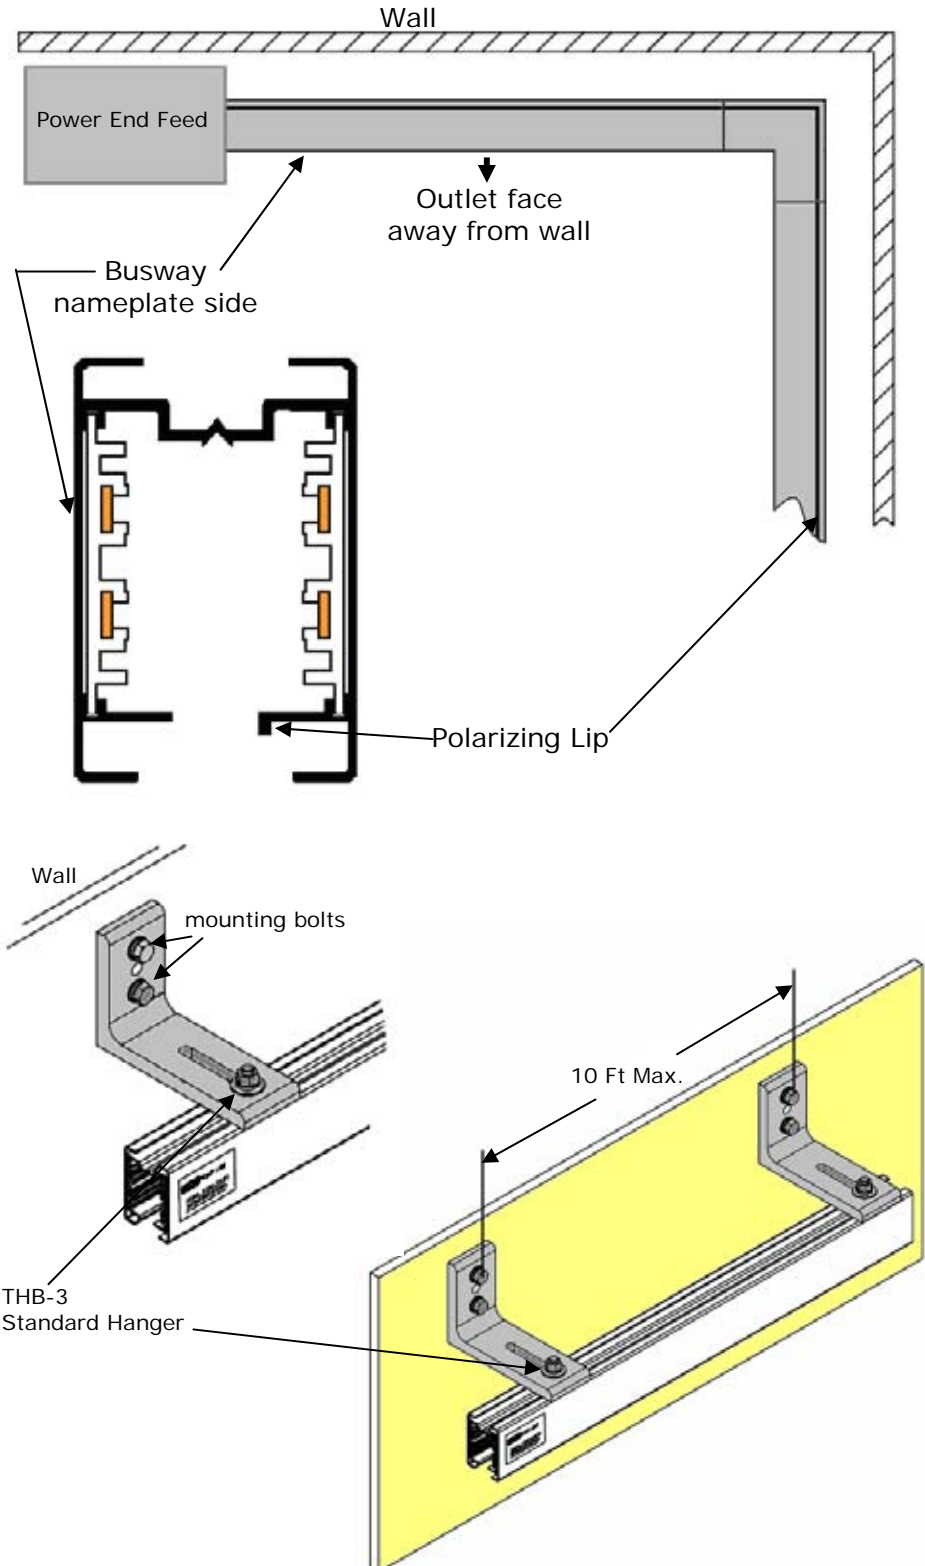 Wall
Power End Feed
Outlet face
away from wall
Busway
nameplate side
Polarizing Lip
Wall
mounting bolts
10 Ft Max.
THB-3
Standard Hanger